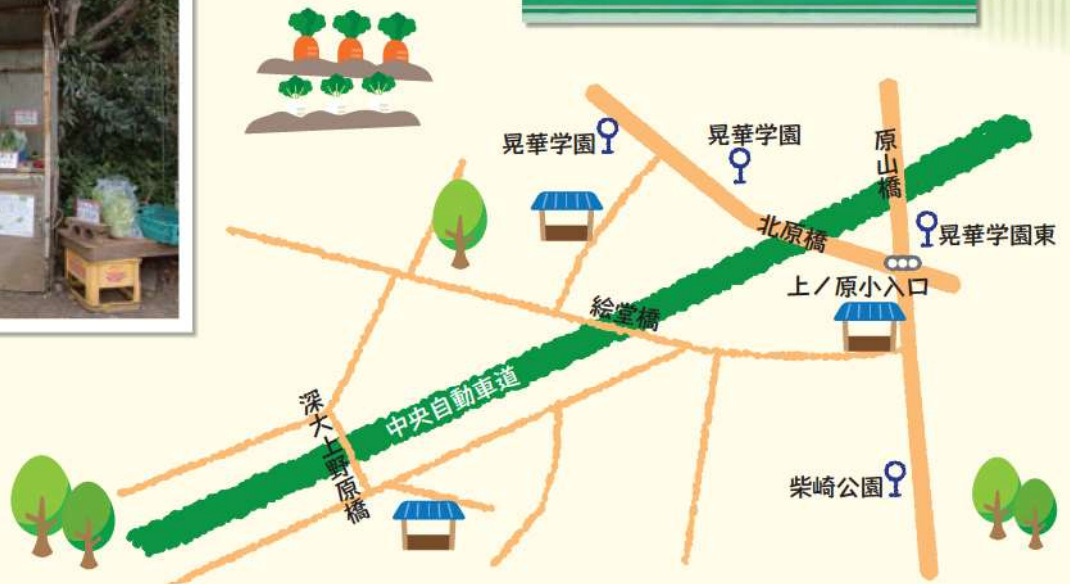 晃華学園
晃華学園
原山橋
北原橋
晃華学園東
上ノ原小入口
絵堂橋
中央自動車道
深大上野原橋
柴崎公園